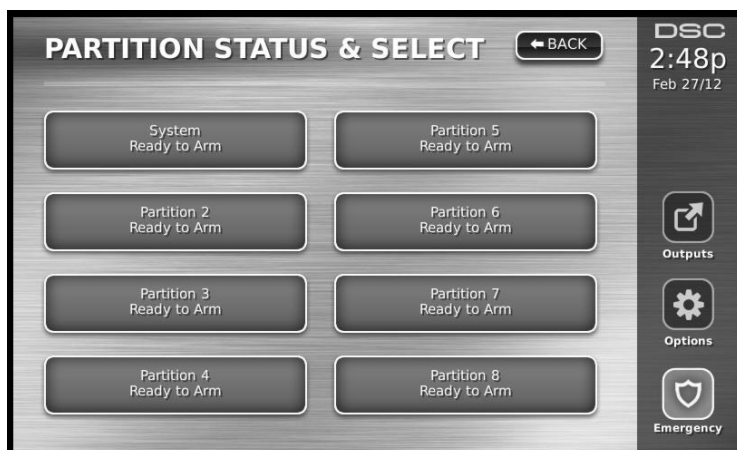 PARTITION STATUS & SELECT
BACK
DSC
2:48p
Feb 27/12
System
Ready to Arm
Partition 5
Ready to Arm
Partition 2
Ready to Arm
Partition 6
Ready to Arm
Partition 3
Ready to Arm
Partition 7
Ready to Arm
Partition 4
Ready to Arm
Partition 8
Ready to Arm
Outputs
Options
Emergency